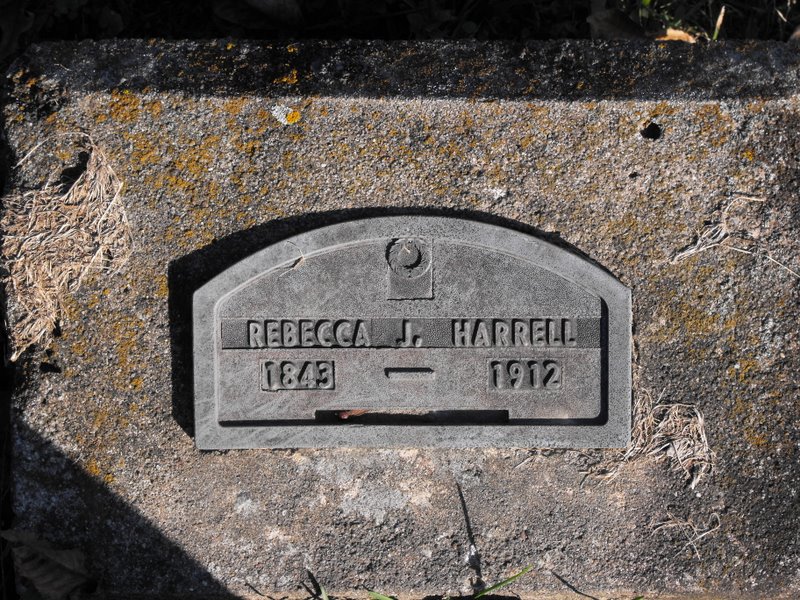 REBECCA J. HARRELL
1843 — 1912